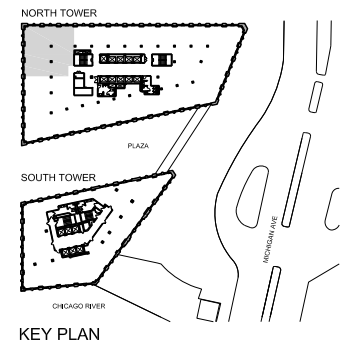 NORTH TOWER
PLAZA
SOUTH TOWER
MICHIGAN AVE
CHICAGO RIVER
KEY PLAN